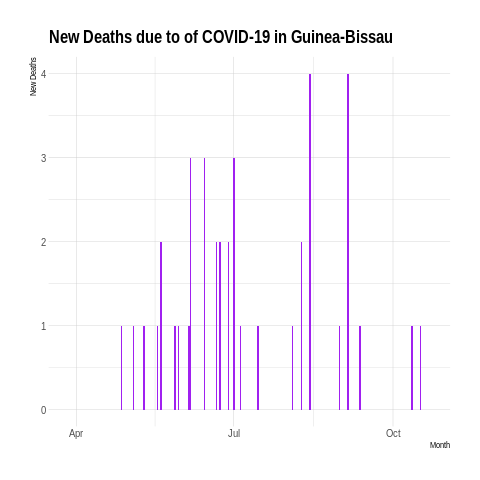 New Deaths due to of COVID-19 in Guinea-Bissau
New Deaths
4
3
2
1
0
Apr
Jul
Oct
Month